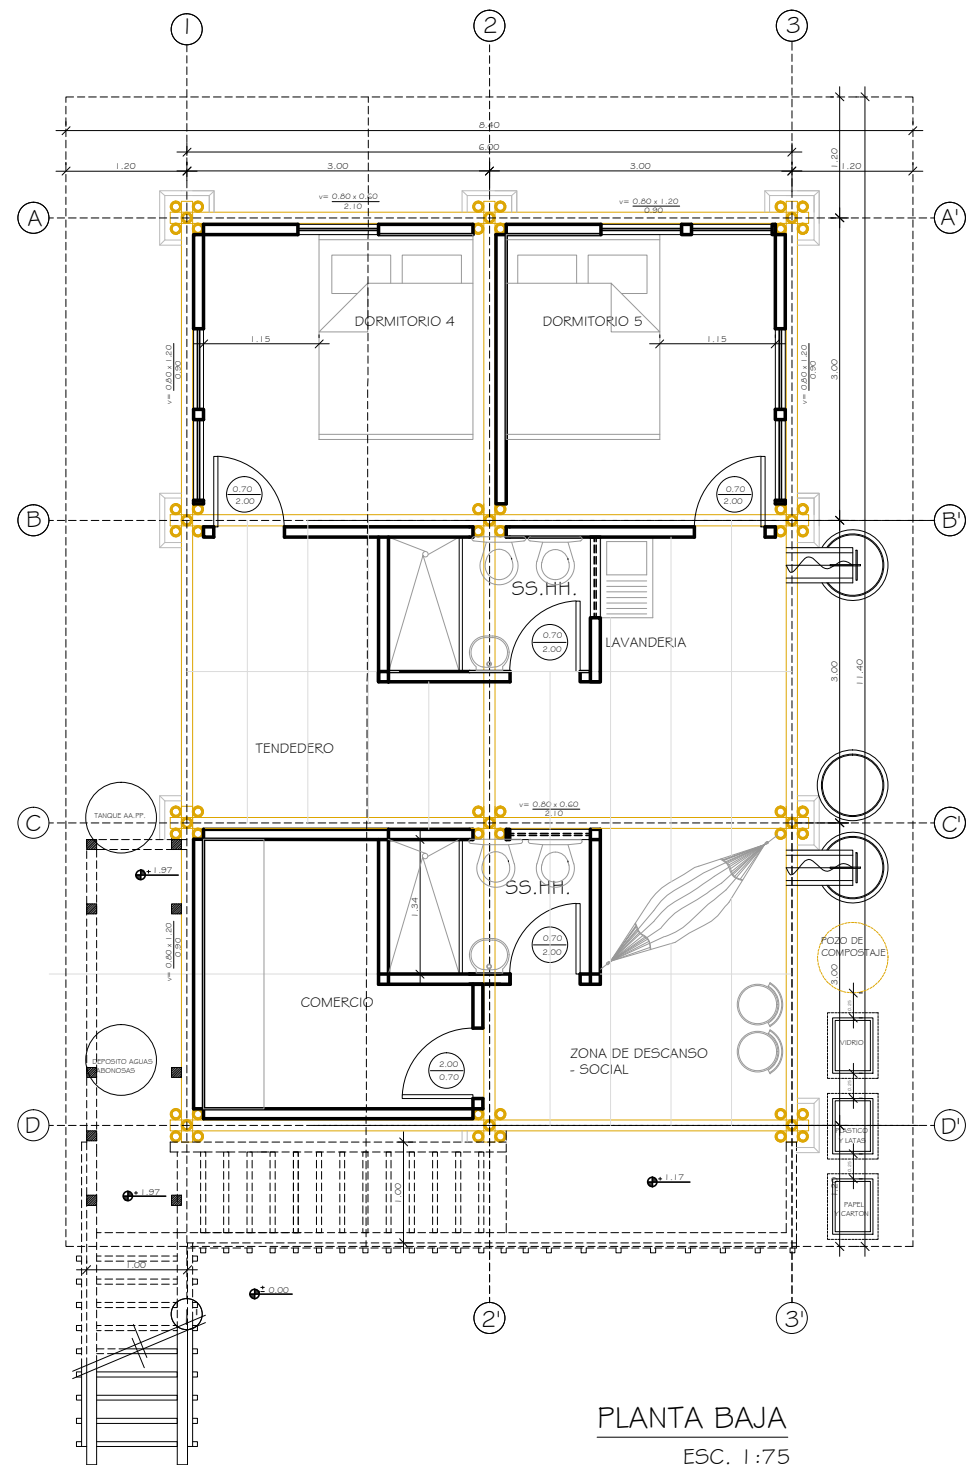 1
2
3
8.40
6.00
1.20
3.00
3.00
1.20
1.20
v= 0.80 x 0.60
2.10
v= 0.80 x 1.20
0.90
A
A'
DORMITORIO 4
DORMITORIO 5
1.15
1.15
v= 0.80 x 1.20
0.90
v= 0.80 x 1.20
0.90
3.00
0.70
2.00
0.70
2.00
B
B'
SS.HH.
0.70
2.00
LAVANDERIA
3.00
11.40
TENDEDERO
v= 0.80 x 0.60
2.10
TANQUE AA.PP.
C
C'
+1.97
SS.HH.
1.34
0.70
2.00
v= 0.80 x 1.20
0.90
POZO DE
COMPOSTAJE
3.00
COMERCIO
VIDRIO
ZONA DE DESCANSO
- SOCIAL
DEPOSITO AGUAS
JABONOSAS
2.00
0.70
D
D'
PLASTICO
Y LATAS
+1.17
+1.97
1.00
PAPEL
Y CARTON
1.00
± 0.00
2'
3'
PLANTA BAJA
ESC. 1:75